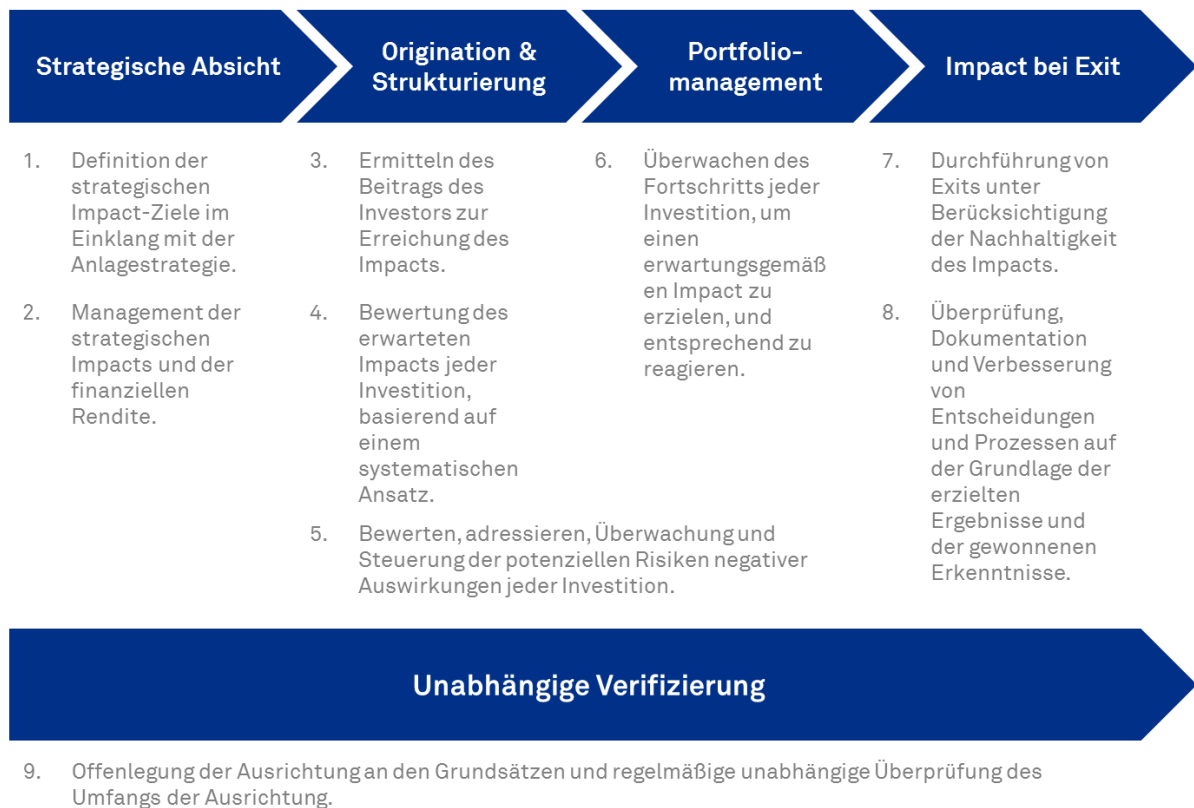 Strategische Absicht
Origination &
Strukturierung
Portfolio-
management
Impact bei Exit
1. Definition der
strategischen
Impact-Ziele im
Einklang mit der
Anlagestrategie.
2. Management der
strategischen
Impacts und der
finanziellen
Rendite.
3. Ermitteln des
Beitrags des
Investors zur
Erreichung des
Impacts.
4. Bewertung des
erwarteten
Impacts jeder
Investition,
basierend auf
einem
systematischen
Ansatz.
5. Bewerten, adressieren, Überwachung und
Steuerung der potenziellen Risiken negativer
Auswirkungen jeder Investition.
6. Überwachen des
Fortschritts jeder
Investition, um
einen
erwartungsgemäß
en Impact zu
erzielen, und
entsprechend zu
reagieren.
7. Durchführung von
Exits unter
Berücksichtigung
der Nachhaltigkeit
des Impacts.
8. Überprüfung,
Dokumentation
und Verbesserung
von
Entscheidungen
und Prozessen auf
der Grundlage der
erzielten
Ergebnisse und
der gewonnenen
Erkenntnisse.
Unabhängige Verifizierung
9. Offenlegung der Ausrichtung an den Grundsätzen und regelmäßige unabhängige Überprüfung des
Umfangs der Ausrichtung.